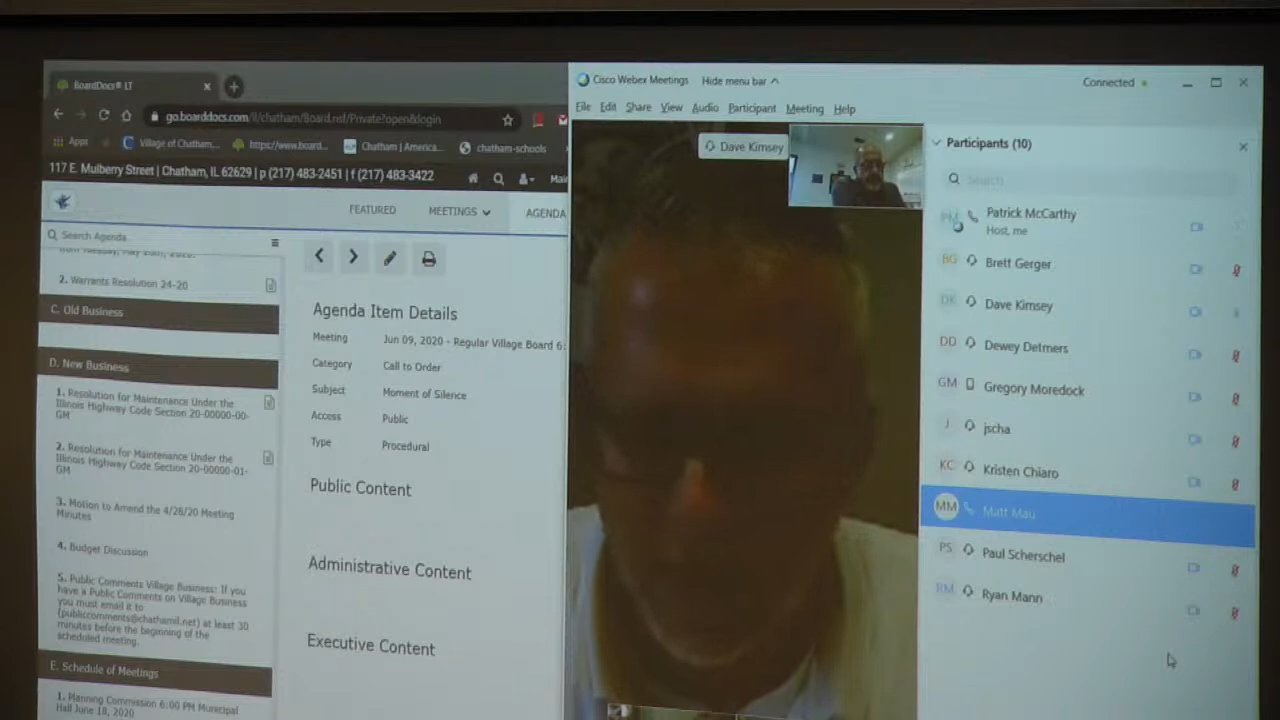 BoardDocs® LT
go.boarddocs.com/il/chatham/Board.nsf/Private?open&login
Apps
Village of Chatham...
https://www.board...
Chatham | America...
chatham-schools
117 E. Mulberry Street | Chatham, IL 62629 | p (217) 483-2451 | f (217) 483-3422
FEATURED
MEETINGS
AGENDA
Search Agenda
2. Warrants Resolution 24-20
C. Old Business
D. New Business
1. Resolution for Maintenance Under the
Illinois Highway Code Section 20-00000-00-
GM
2. Resolution for Maintenance Under the
Illinois Highway Code Section 20-00000-01-
GM
3. Motion to Amend the 4/28/20 Meeting
Minutes
4. Budget Discussion
5. Public Comments Village Business: If you
have a Public Comments on Village Business
you must email it to
(publiccomments@chathamil.net) at least 30
minutes before the beginning of the
scheduled meeting.
E. Schedule of Meetings
1. Planning Commission 6:00 PM Municipal
Hall June 18, 2020
Agenda Item Details
Meeting Jun 09, 2020 - Regular Village Board 6:
Category Call to Order
Subject Moment of Silence
Access Public
Type Procedural
Public Content
Administrative Content
Executive Content
Cisco Webex Meetings
Hide menu bar
Connected
File Edit Share View Audio Participant Meeting Help
Dave Kimsey
Participants (10)
Search
PM Patrick McCarthy
Host, me
BG Brett Gerger
DK Dave Kimsey
DD Dewey Detmers
GM Gregory Moredock
J jscha
KC Kristen Chiaro
MM Matt Mau
PS Paul Scherschel
RM Ryan Mann